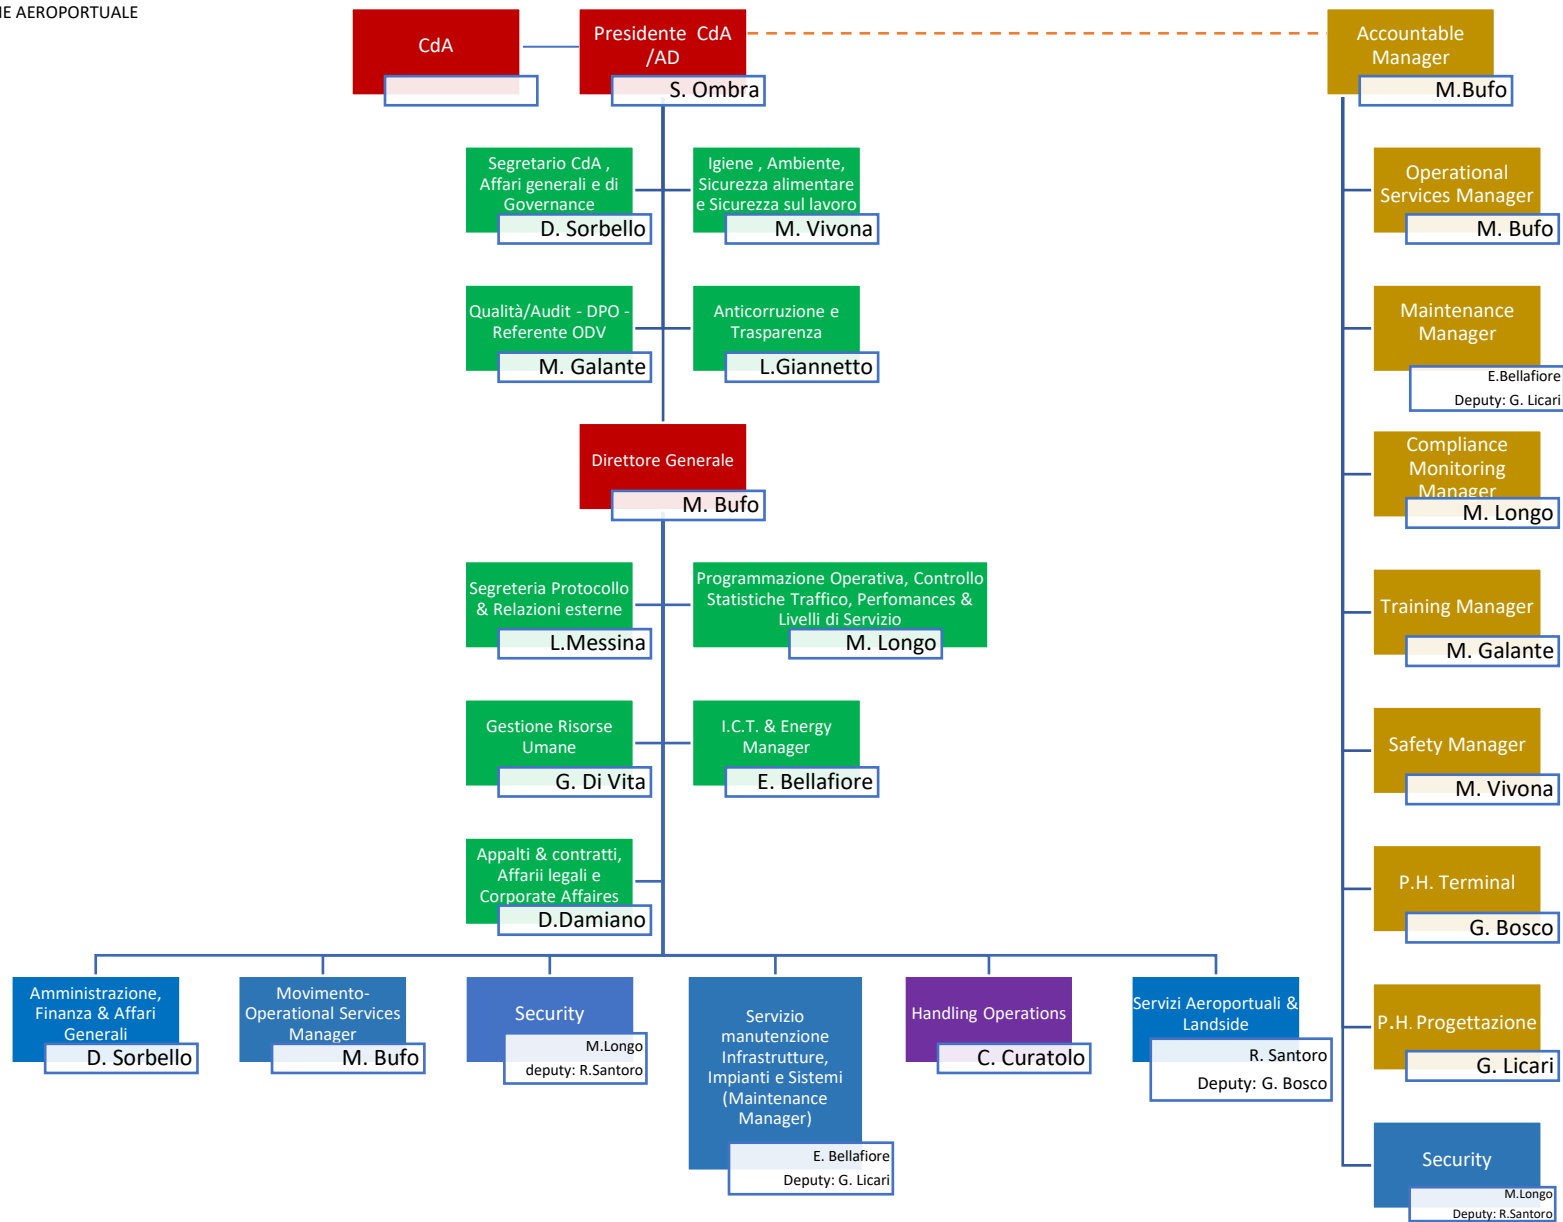 NE AEROPORTUALE
CdA
Presidente CdA
/AD
S. Ombra
Accountable
Manager
M.Bufo
Segretario CdA ,
Affari generali e di
Governance
D. Sorbello
Igiene , Ambiente,
Sicurezza alimentare
e Sicurezza sul lavoro
M. Vivona
Operational
Services Manager
M. Bufo
Qualità/Audit - DPO -
Referente ODV
M. Galante
Anticorruzione e
Trasparenza
L.Giannetto
Maintenance
Manager
E.Bellafiore
Deputy: G. Licari
Direttore Generale
M. Bufo
Compliance
Monitoring
Manager
M. Longo
Segreteria Protocollo
& Relazioni esterne
L.Messina
Programmazione Operativa, Controllo
Statistiche Traffico, Perfomances &
Livelli di Servizio
M. Longo
Training Manager
M. Galante
Gestione Risorse
Umane
G. Di Vita
I.C.T. & Energy
Manager
E. Bellafiore
Safety Manager
M. Vivona
Appalti & contratti,
Affarii legali e
Corporate Affaires
D.Damiano
P.H. Terminal
G. Bosco
Amministrazione,
Finanza & Affari
Generali
D. Sorbello
Movimento-
Operational Services
Manager
M. Bufo
Security
M.Longo
deputy: R.Santoro
Servizio
manutenzione
Infrastrutture,
Impianti e Sistemi
(Maintenance
Manager)
E. Bellafiore
Deputy: G. Licari
Handling Operations
C. Curatolo
Servizi Aeroportuali &
Landside
R. Santoro
Deputy: G. Bosco
P.H. Progettazione
G. Licari
Security
M.Longo
Deputy: R.Santoro